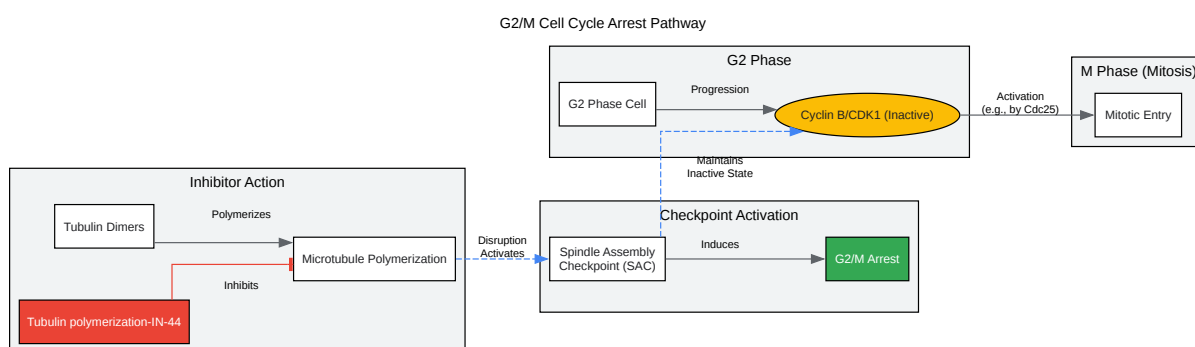 G2/M Cell Cycle Arrest Pathway
G2 Phase
G2 Phase Cell
Progression
Cyclin B/CDK1 (Inactive)
Activation
(e.g., by Cdc25)
M Phase (Mitosis)
Mitotic Entry
Maintains
Inactive State
Inhibitor Action
Tubulin Dimers
Polymerizes
Microtubule Polymerization
Inhibits
Tubulin polymerization-IN-44
Disruption
Activates
Checkpoint Activation
Spindle Assembly
Checkpoint (SAC)
Induces
G2/M Arrest